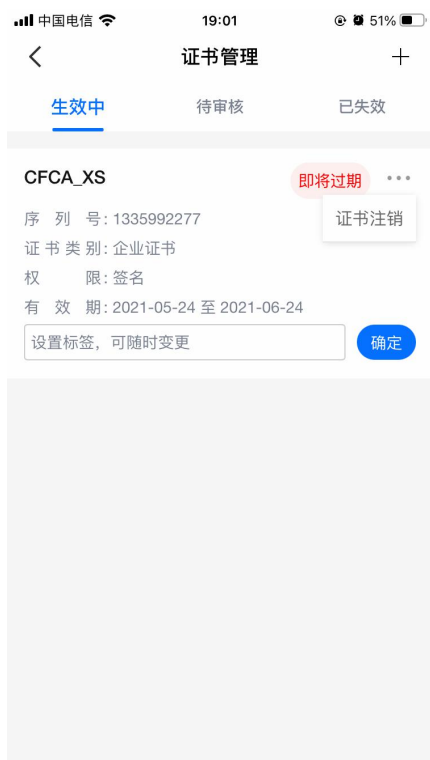 中国电信 19:01 51%
证书管理
生效中 待审核 已失效
CFCA_XS 即将过期
证书注销
序列号: 1335992277
证书类别: 企业证书
权限: 签名
有效期: 2021-05-24 至 2021-06-24
设置标签，可随时变更 确定